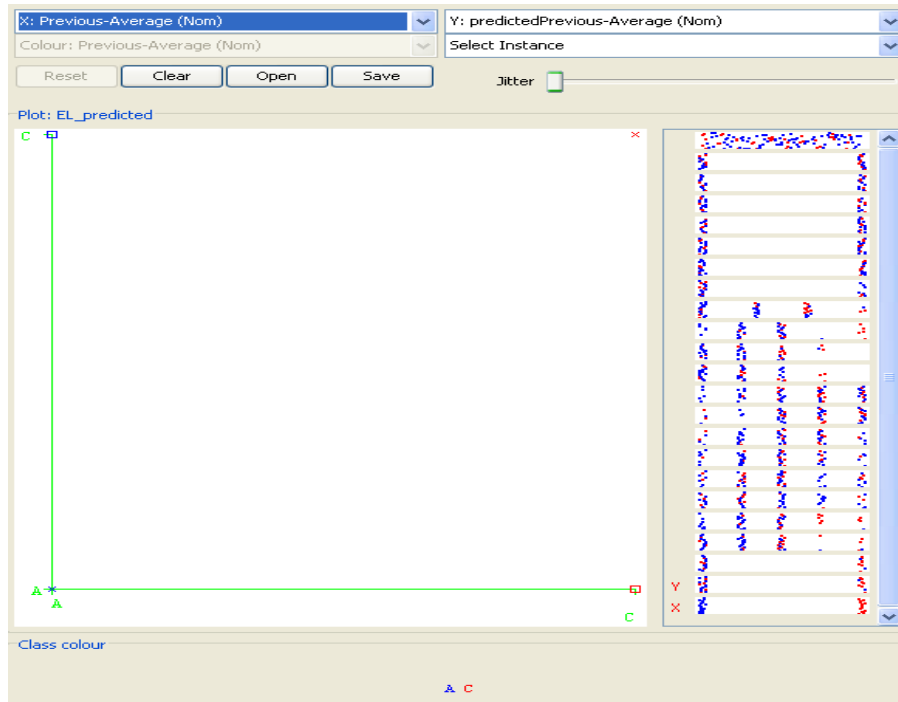 X: Previous-Average (Nom) Y: predictedPrevious-Average (Nom)
Colour: Previous-Average (Nom) Select Instance
Reset Clear Open Save Jitter
Plot: EL_predicted
C
A
A
C
Y
X
Class colour
A C